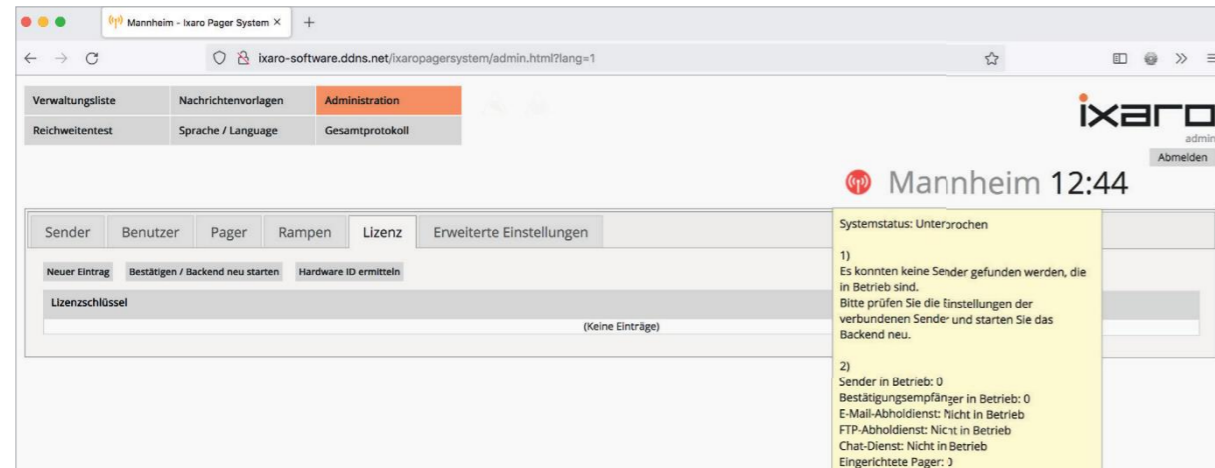 Mannheim - Ixaro Pager System
ixaro-software.ddns.net/ixaropagersystem/admin.html?lang=1
Verwaltungsliste Nachrichtenvorlagen Administration
Reichweitentest Sprache / Language Gesamtprotokoll
ixaro
admin
Abmelden
Mannheim 12:44
Sender Benutzer Pager Rampen Lizenz Erweiterte Einstellungen
Neuer Eintrag Bestätigen / Backend neu starten Hardware ID ermitteln
Lizenzschlüssel
(Keine Einträge)
Systemstatus: Unterbrochen
1)
Es konnten keine Sender gefunden werden, die
in Betrieb sind.
Bitte prüfen Sie die Einstellungen der
verbundenen Sender und starten Sie das
Backend neu.
2)
Sender in Betrieb: 0
Bestätigungsempfänger in Betrieb: 0
E-Mail-Abholdienst: Nicht in Betrieb
FTP-Abholdienst: Nicht in Betrieb
Chat-Dienst: Nicht in Betrieb
Eingerichtete Pager: 0